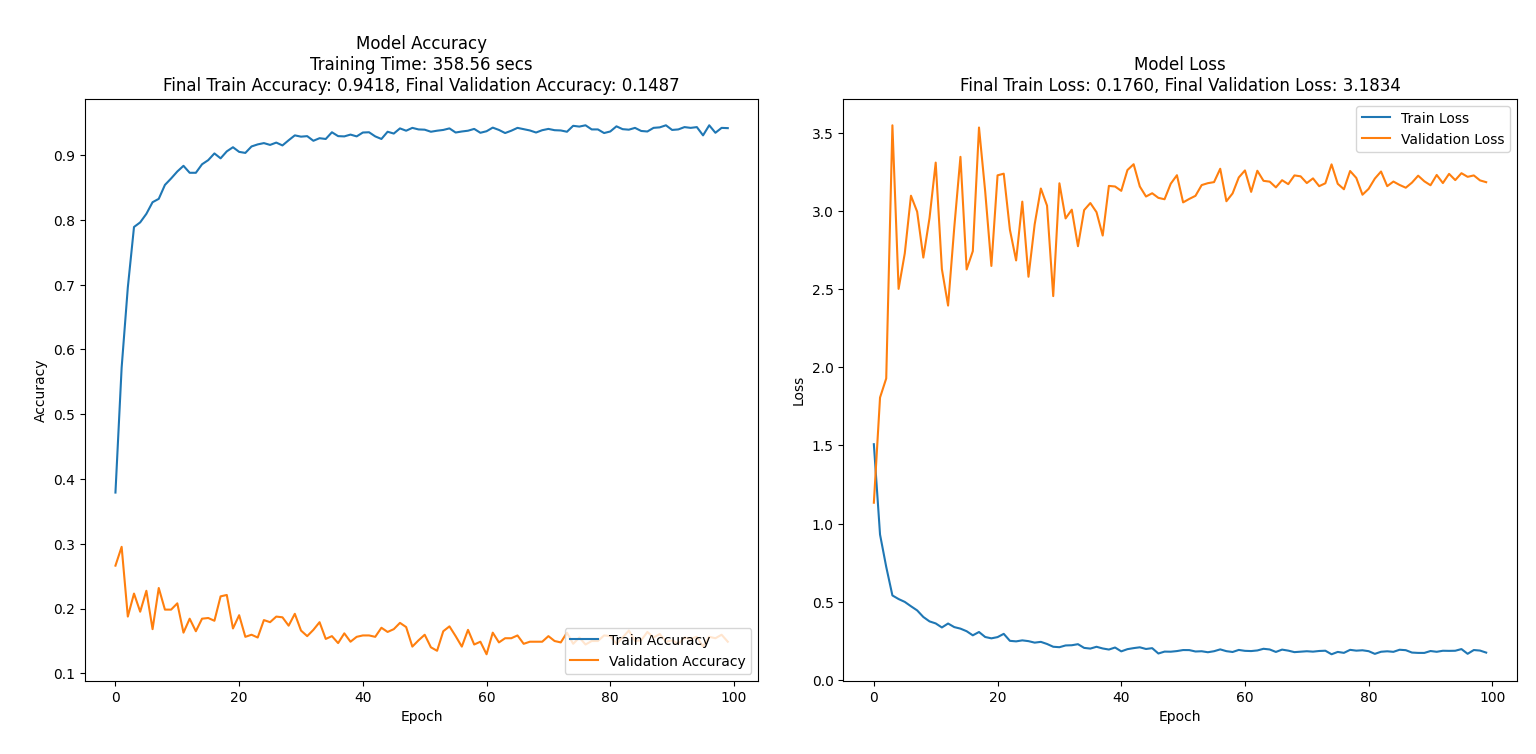 Model Accuracy
Training Time: 358.56 secs
Final Train Accuracy: 0.9418, Final Validation Accuracy: 0.1487
0.9
0.8
0.7
0.6
0.5
0.4
0.3
0.2
0.1
Accuracy
Train Accuracy
Validation Accuracy
0 20 40 60 80 100
Epoch
Model Loss
Final Train Loss: 0.1760, Final Validation Loss: 3.1834
Train Loss
Validation Loss
3.5
3.0
2.5
2.0
1.5
1.0
0.5
0.0
Loss
0 20 40 60 80 100
Epoch